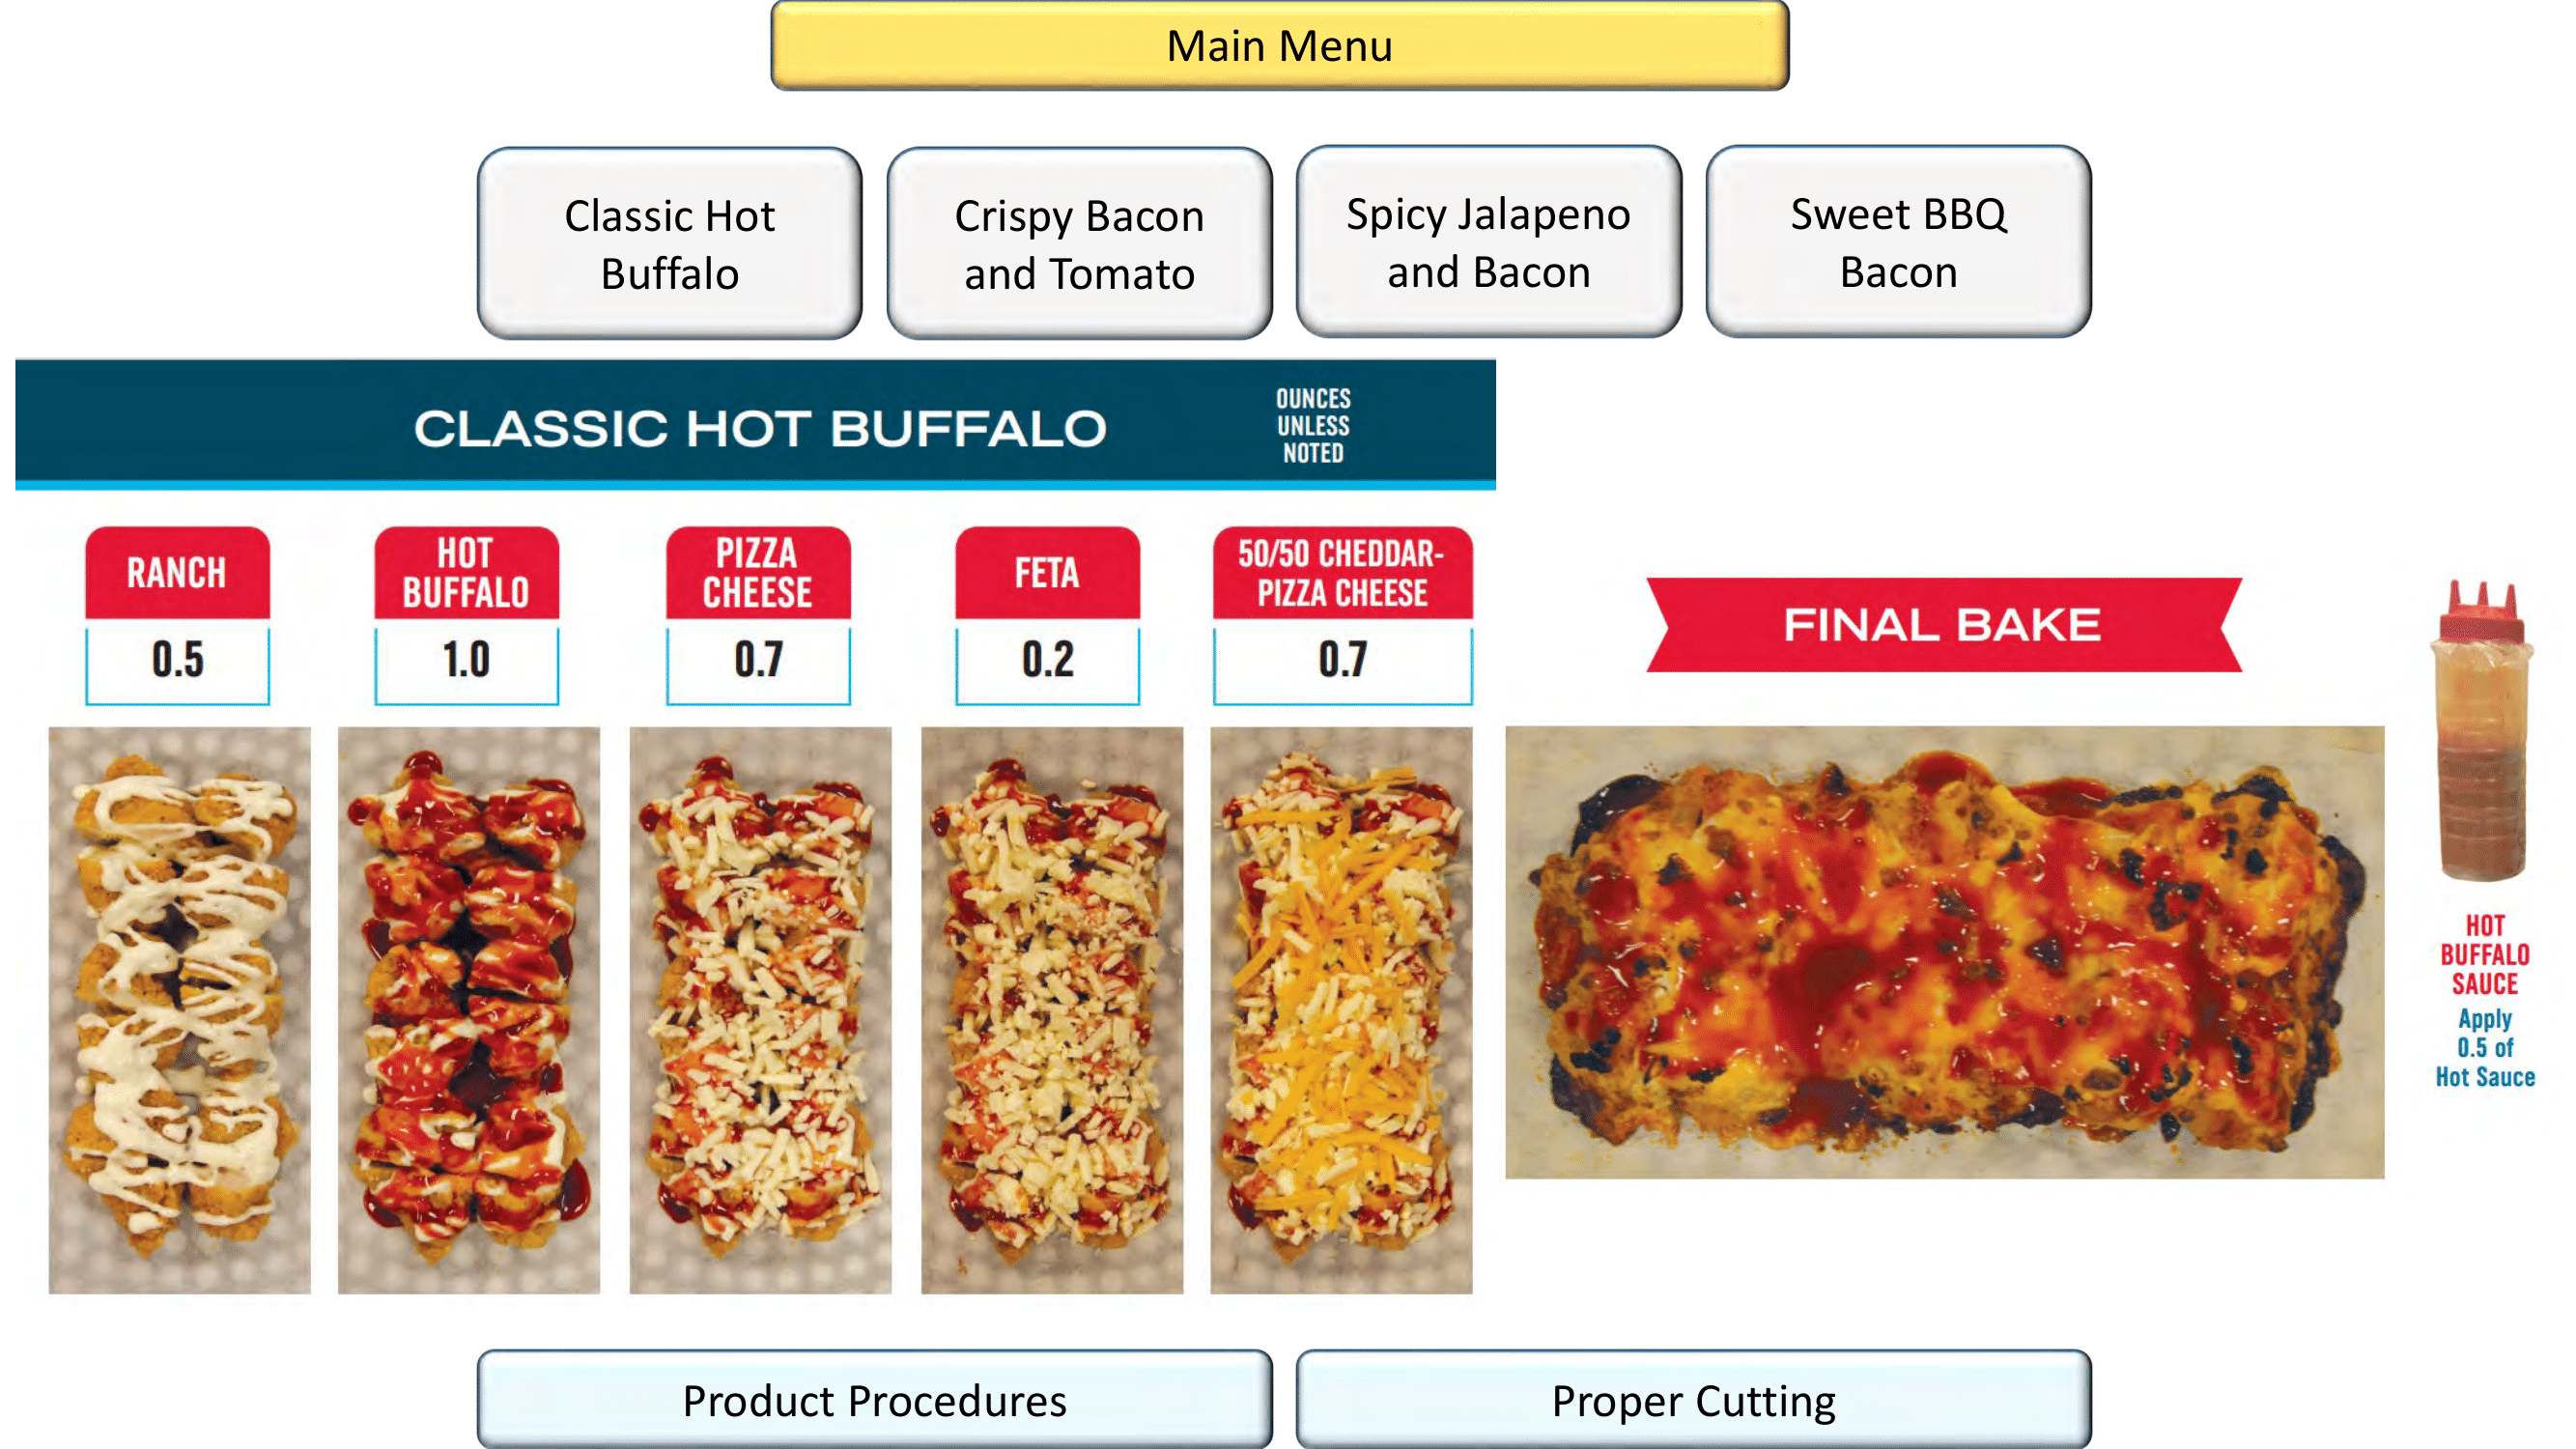 Main Menu
Classic Hot
Buffalo
Crispy Bacon
and Tomato
Spicy Jalapeno
and Bacon
Sweet BBQ
Bacon
CLASSIC HOT BUFFALO
OUNCES
UNLESS
NOTED
RANCH
0.5
HOT
BUFFALO
1.0
PIZZA
CHEESE
0.7
FETA
0.2
50/50 CHEDDAR-
PIZZA CHEESE
0.7
FINAL BAKE
HOT
BUFFALO
SAUCE
Apply
0.5 of
Hot Sauce
Product Procedures
Proper Cutting